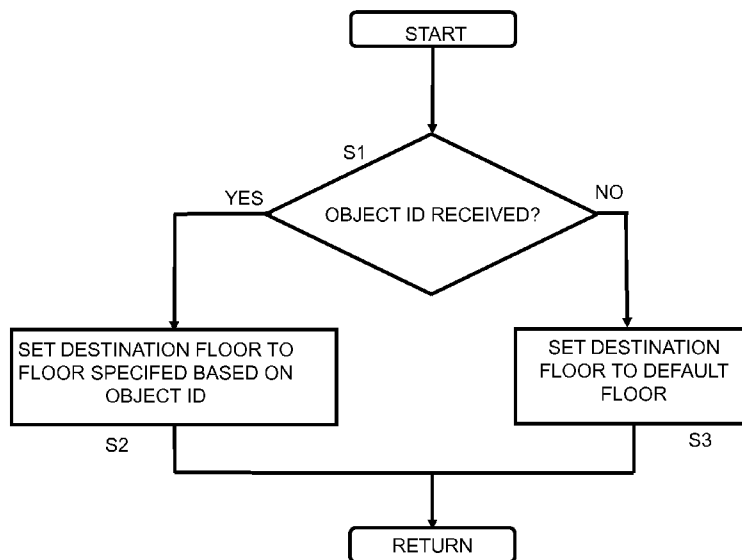 START
S1
YES
NO
OBJECT ID RECEIVED?
SET DESTINATION FLOOR TO
FLOOR SPECIFED BASED ON
OBJECT ID
SET DESTINATION
FLOOR TO DEFAULT
FLOOR
S2
S3
RETURN